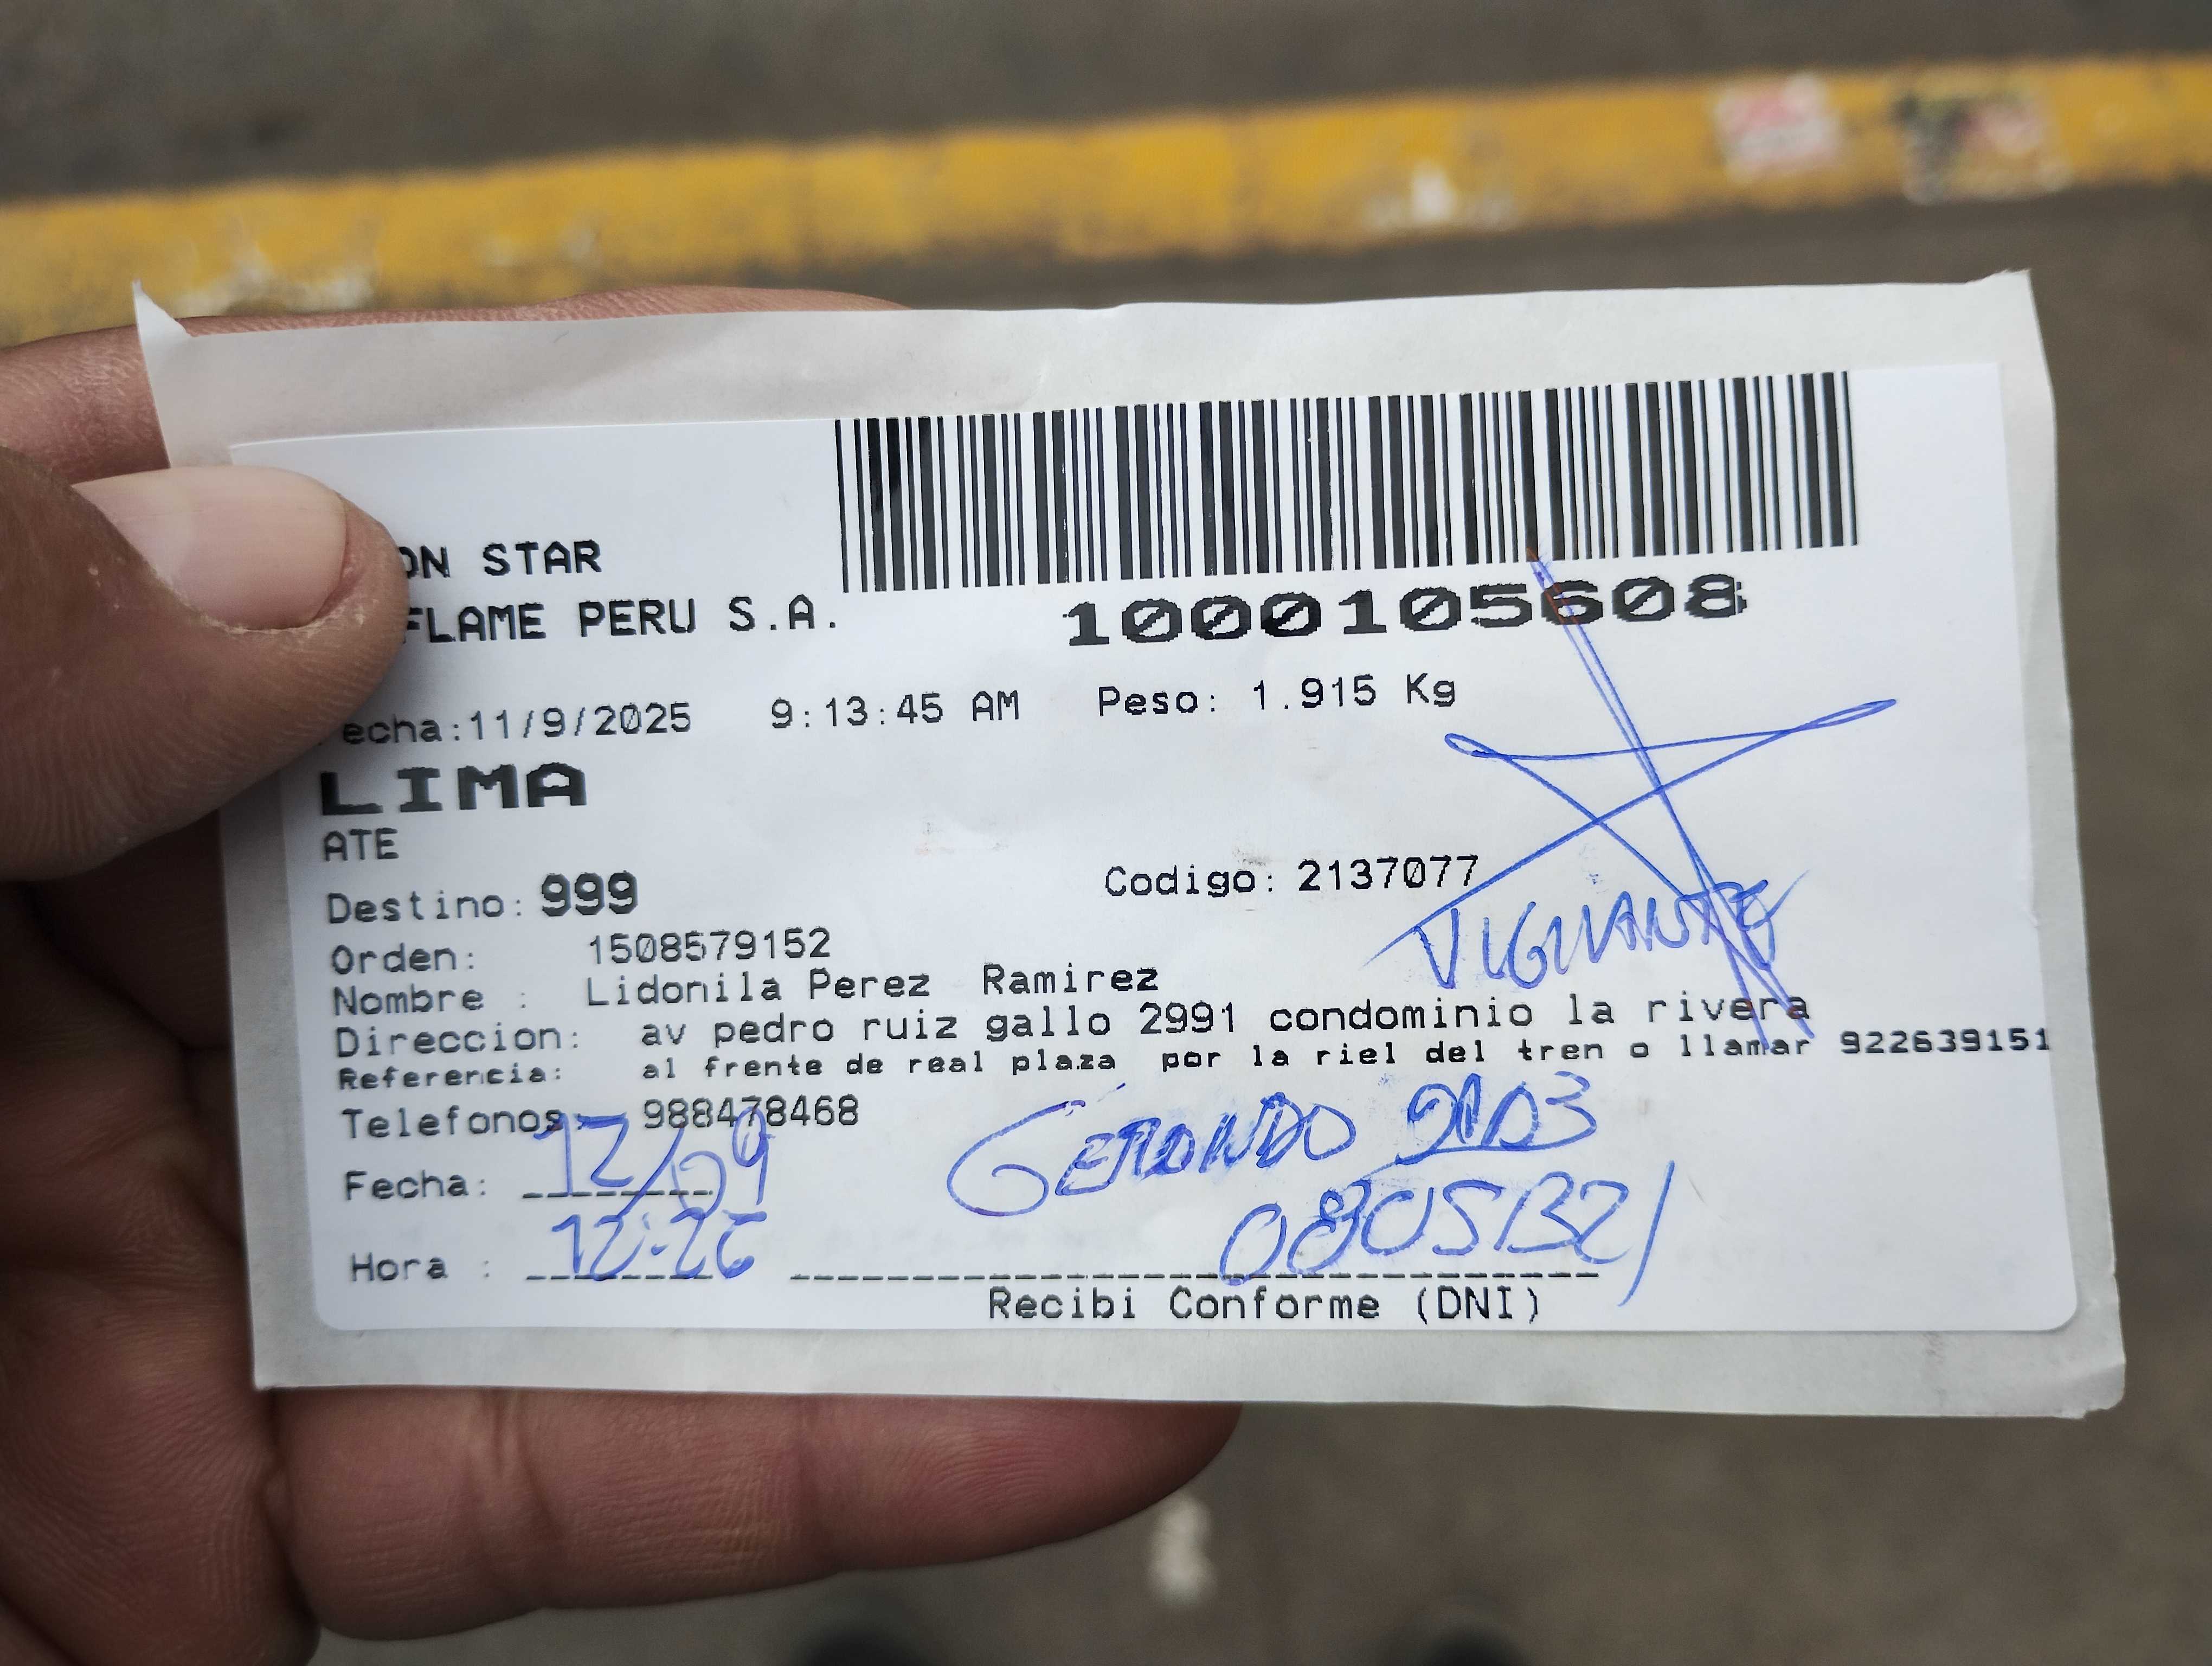 ON STAR
FLAME PERU S.A.
1000105608
echa:11/9/2025 9:13:45 AM Peso: 1.915 Kg
LIMA
ATE
Destino: 999 Codigo: 2137077
VIGILANTE
Orden: 1508579152
Nombre : Lidonila Perez Ramirez
Direccion: av pedro ruiz gallo 2991 condominio la rivera
Referencia: al frente de real plaza por la riel del tren o llamar 922639151
Telefonos: 988478468
Fecha: 12/09
Hora : 12:26
Recibi Conforme (DNI)